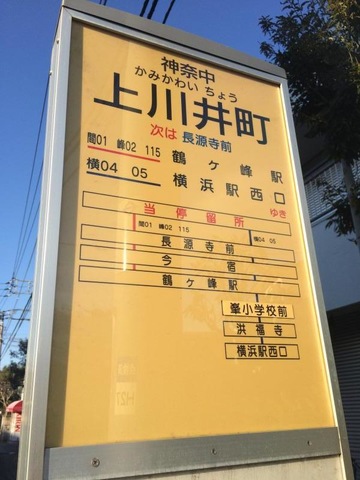 神奈中
かみかわい ちょう
上川井町
次は 長源寺前
間01 峰02 115 鶴ヶ峰駅
横04 05 横浜駅西口
当停留所 ゆき
間01 峰02 115 横04 05
長源寺前
今宿
鶴ヶ峰駅
峯小学校前
洪福寺
横浜駅西口